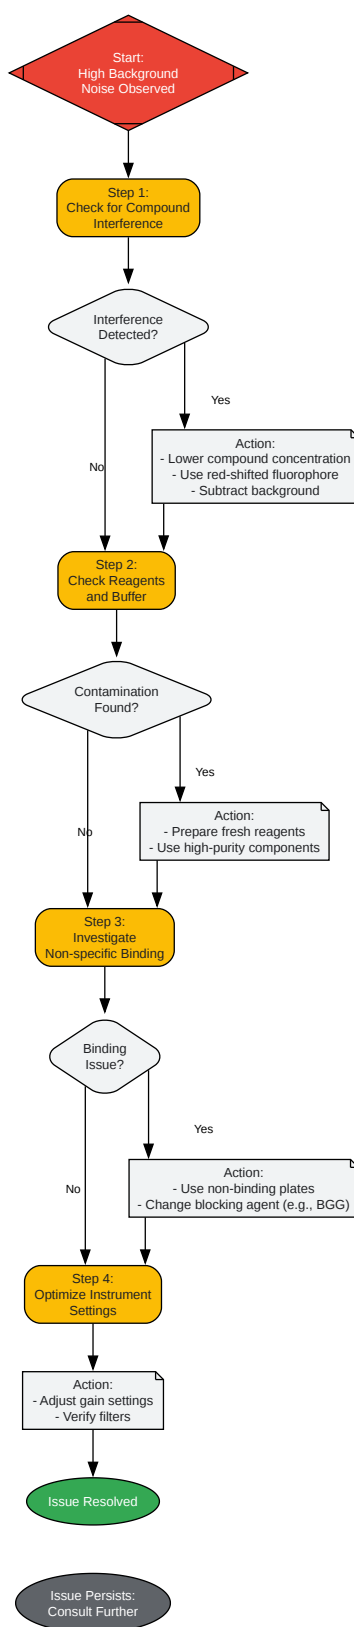 Start:
High Background
Noise Observed
Step 1:
Check for Compound
Interference
Interference
Detected?
Yes
No
Action:
- Lower compound concentration
- Use red-shifted fluorophore
- Subtract background
Step 2:
Check Reagents
and Buffer
Contamination
Found?
Yes
No
Action:
- Prepare fresh reagents
- Use high-purity components
Step 3:
Investigate
Non-specific Binding
Binding
Issue?
Yes
No
Action:
- Use non-binding plates
- Change blocking agent (e.g., BGG)
Step 4:
Optimize Instrument
Settings
Action:
- Adjust gain settings
- Verify filters
Issue Resolved
Issue Persists:
Consult Further